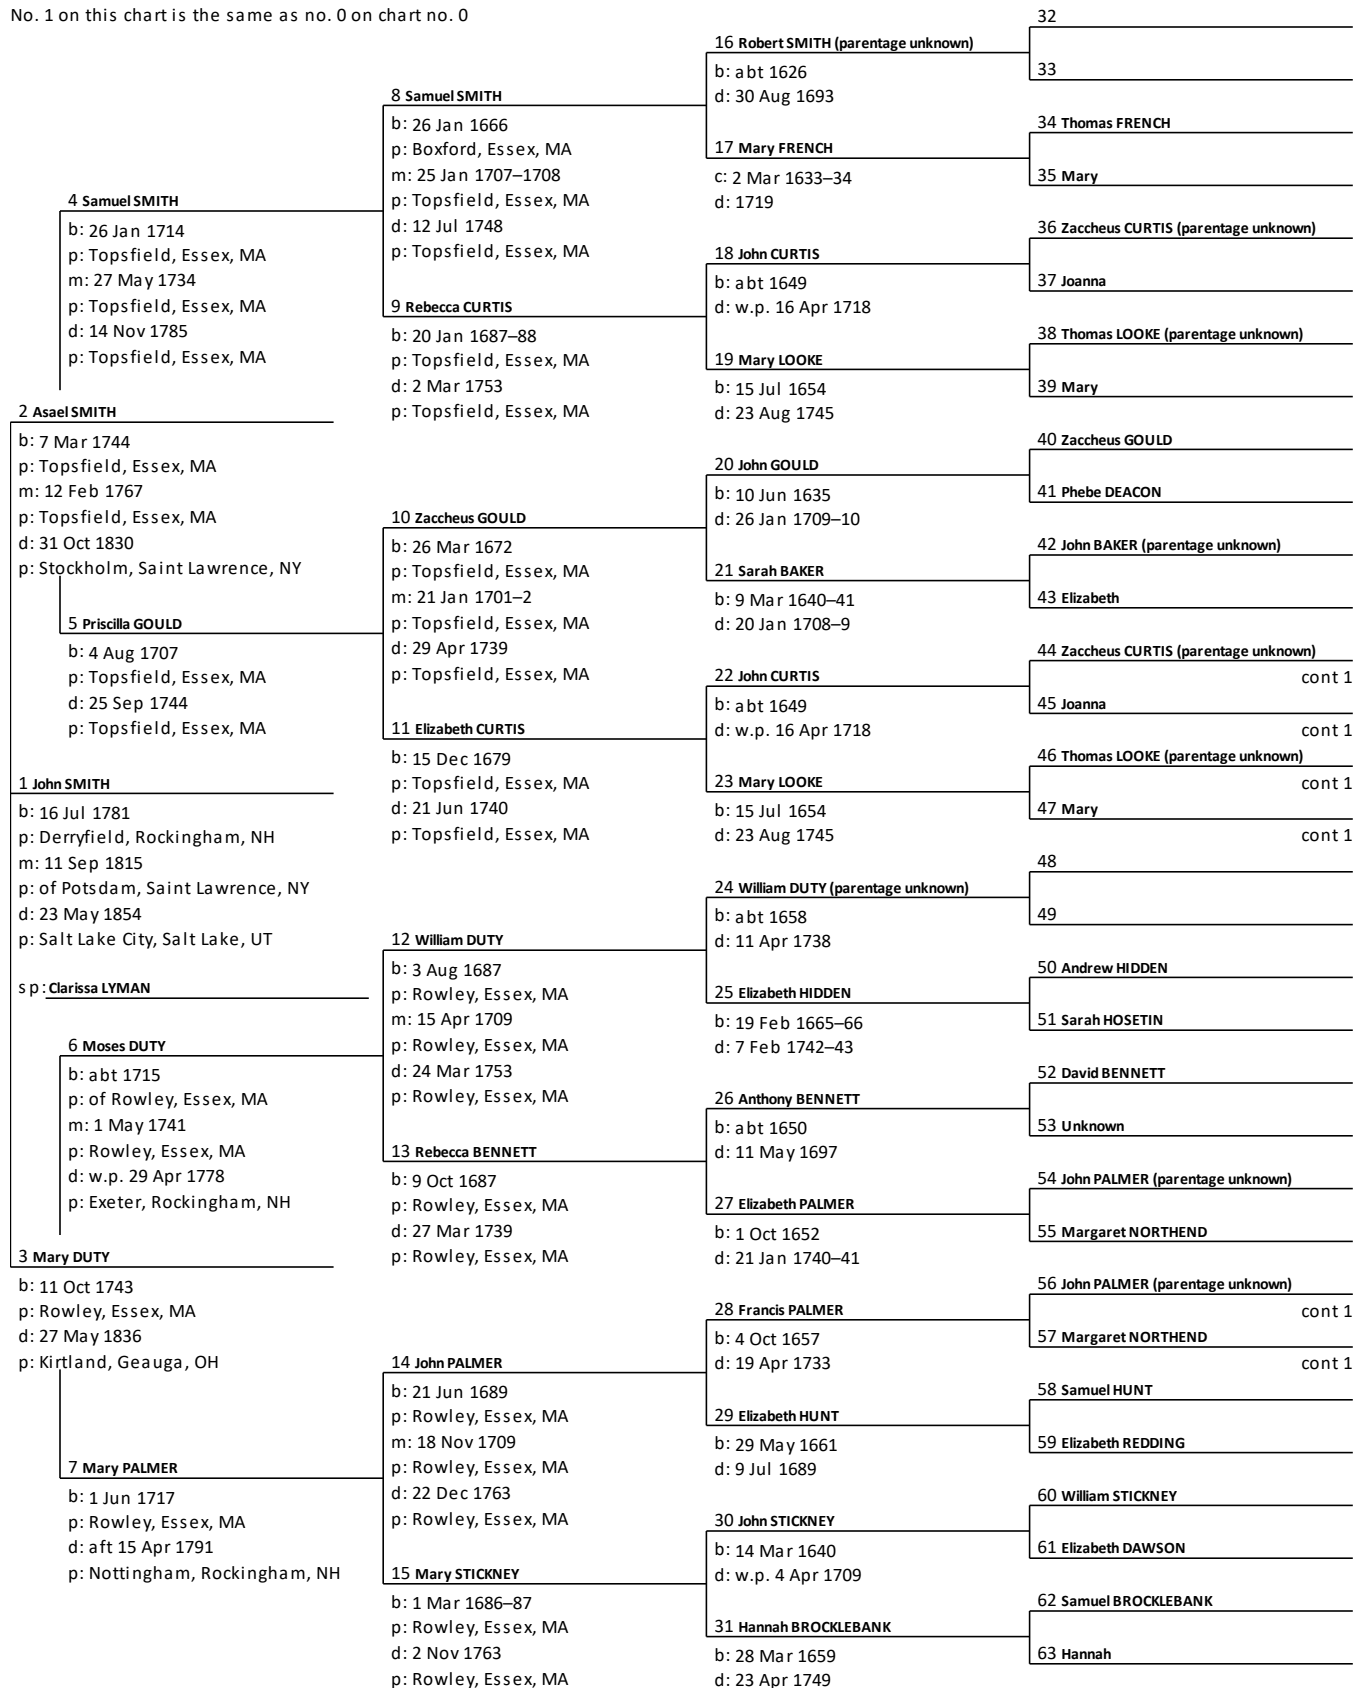 No. 1 on this chart is the same as no. 0 on chart no. 0
1 John SMITH
b: 16 Jul 1781
p: Derryfield, Rockingham, NH
m: 11 Sep 1815
p: of Potsdam, Saint Lawrence, NY
d: 23 May 1854
p: Salt Lake City, Salt Lake, UT
sp: Clarissa LYMAN
2 Asael SMITH
b: 7 Mar 1744
p: Topsfield, Essex, MA
m: 12 Feb 1767
p: Topsfield, Essex, MA
d: 31 Oct 1830
p: Stockholm, Saint Lawrence, NY
3 Mary DUTY
b: 11 Oct 1743
p: Rowley, Essex, MA
d: 27 May 1836
p: Kirtland, Geauga, OH
4 Samuel SMITH
b: 26 Jan 1714
p: Topsfield, Essex, MA
m: 27 May 1734
p: Topsfield, Essex, MA
d: 14 Nov 1785
p: Topsfield, Essex, MA
5 Priscilla GOULD
b: 4 Aug 1707
p: Topsfield, Essex, MA
d: 25 Sep 1744
p: Topsfield, Essex, MA
6 Moses DUTY
b: abt 1715
p: of Rowley, Essex, MA
m: 1 May 1741
p: Rowley, Essex, MA
d: w.p. 29 Apr 1778
p: Exeter, Rockingham, NH
7 Mary PALMER
b: 1 Jun 1717
p: Rowley, Essex, MA
d: aft 15 Apr 1791
p: Nottingham, Rockingham, NH
8 Samuel SMITH
b: 26 Jan 1666
p: Boxford, Essex, MA
m: 25 Jan 1707–1708
p: Topsfield, Essex, MA
d: 12 Jul 1748
p: Topsfield, Essex, MA
9 Rebecca CURTIS
b: 20 Jan 1687–88
p: Topsfield, Essex, MA
d: 2 Mar 1753
p: Topsfield, Essex, MA
10 Zaccheus GOULD
b: 26 Mar 1672
p: Topsfield, Essex, MA
m: 21 Jan 1701–2
p: Topsfield, Essex, MA
d: 29 Apr 1739
p: Topsfield, Essex, MA
11 Elizabeth CURTIS
b: 15 Dec 1679
p: Topsfield, Essex, MA
d: 21 Jun 1740
p: Topsfield, Essex, MA
12 William DUTY
b: 3 Aug 1687
p: Rowley, Essex, MA
m: 15 Apr 1709
p: Rowley, Essex, MA
d: 24 Mar 1753
p: Rowley, Essex, MA
13 Rebecca BENNETT
b: 9 Oct 1687
p: Rowley, Essex, MA
d: 27 Mar 1739
p: Rowley, Essex, MA
14 John PALMER
b: 21 Jun 1689
p: Rowley, Essex, MA
m: 18 Nov 1709
p: Rowley, Essex, MA
d: 22 Dec 1763
p: Rowley, Essex, MA
15 Mary STICKNEY
b: 1 Mar 1686–87
p: Rowley, Essex, MA
d: 2 Nov 1763
p: Rowley, Essex, MA
16 Robert SMITH (parentage unknown)
b: abt 1626
d: 30 Aug 1693
17 Mary FRENCH
c: 2 Mar 1633–34
d: 1719
18 John CURTIS
b: abt 1649
d: w.p. 16 Apr 1718
19 Mary LOOKE
b: 15 Jul 1654
d: 23 Aug 1745
20 John GOULD
b: 10 Jun 1635
d: 26 Jan 1709–10
21 Sarah BAKER
b: 9 Mar 1640–41
d: 20 Jan 1708–9
22 John CURTIS
b: abt 1649
d: w.p. 16 Apr 1718
23 Mary LOOKE
b: 15 Jul 1654
d: 23 Aug 1745
24 William DUTY (parentage unknown)
b: abt 1658
d: 11 Apr 1738
25 Elizabeth HIDDEN
b: 19 Feb 1665–66
d: 7 Feb 1742–43
26 Anthony BENNETT
b: abt 1650
d: 11 May 1697
27 Elizabeth PALMER
b: 1 Oct 1652
d: 21 Jan 1740–41
28 Francis PALMER
b: 4 Oct 1657
d: 19 Apr 1733
29 Elizabeth HUNT
b: 29 May 1661
d: 9 Jul 1689
30 John STICKNEY
b: 14 Mar 1640
d: w.p. 4 Apr 1709
31 Hannah BROCKLEBANK
b: 28 Mar 1659
d: 23 Apr 1749
32
33
34 Thomas FRENCH
35 Mary
36 Zaccheus CURTIS (parentage unknown)
37 Joanna
38 Thomas LOOKE (parentage unknown)
39 Mary
40 Zaccheus GOULD
41 Phebe DEACON
42 John BAKER (parentage unknown)
43 Elizabeth
44 Zaccheus CURTIS (parentage unknown)
cont 1
45 Joanna
cont 1
46 Thomas LOOKE (parentage unknown)
cont 1
47 Mary
cont 1
48
49
50 Andrew HIDDEN
51 Sarah HOSETIN
52 David BENNETT
53 Unknown
54 John PALMER (parentage unknown)
55 Margaret NORTHEND
56 John PALMER (parentage unknown)
cont 1
57 Margaret NORTHEND
cont 1
58 Samuel HUNT
59 Elizabeth REDDING
60 William STICKNEY
61 Elizabeth DAWSON
62 Samuel BROCKLEBANK
63 Hannah